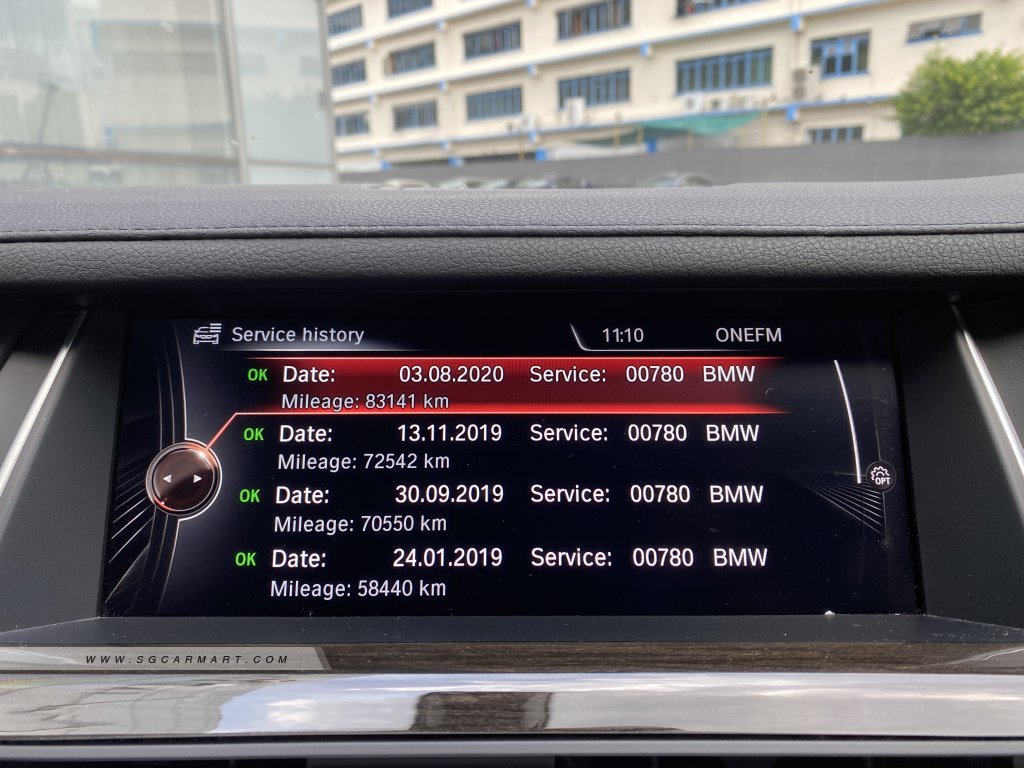 Service history 11:10 ONEFM
OK Date: 03.08.2020 Service: 00780 BMW
Mileage: 83141 km
OK Date: 13.11.2019 Service: 00780 BMW
Mileage: 72542 km
OK Date: 30.09.2019 Service: 00780 BMW
Mileage: 70550 km
OPT
OK Date: 24.01.2019 Service: 00780 BMW
Mileage: 58440 km
WWW.SGCARMART.COM